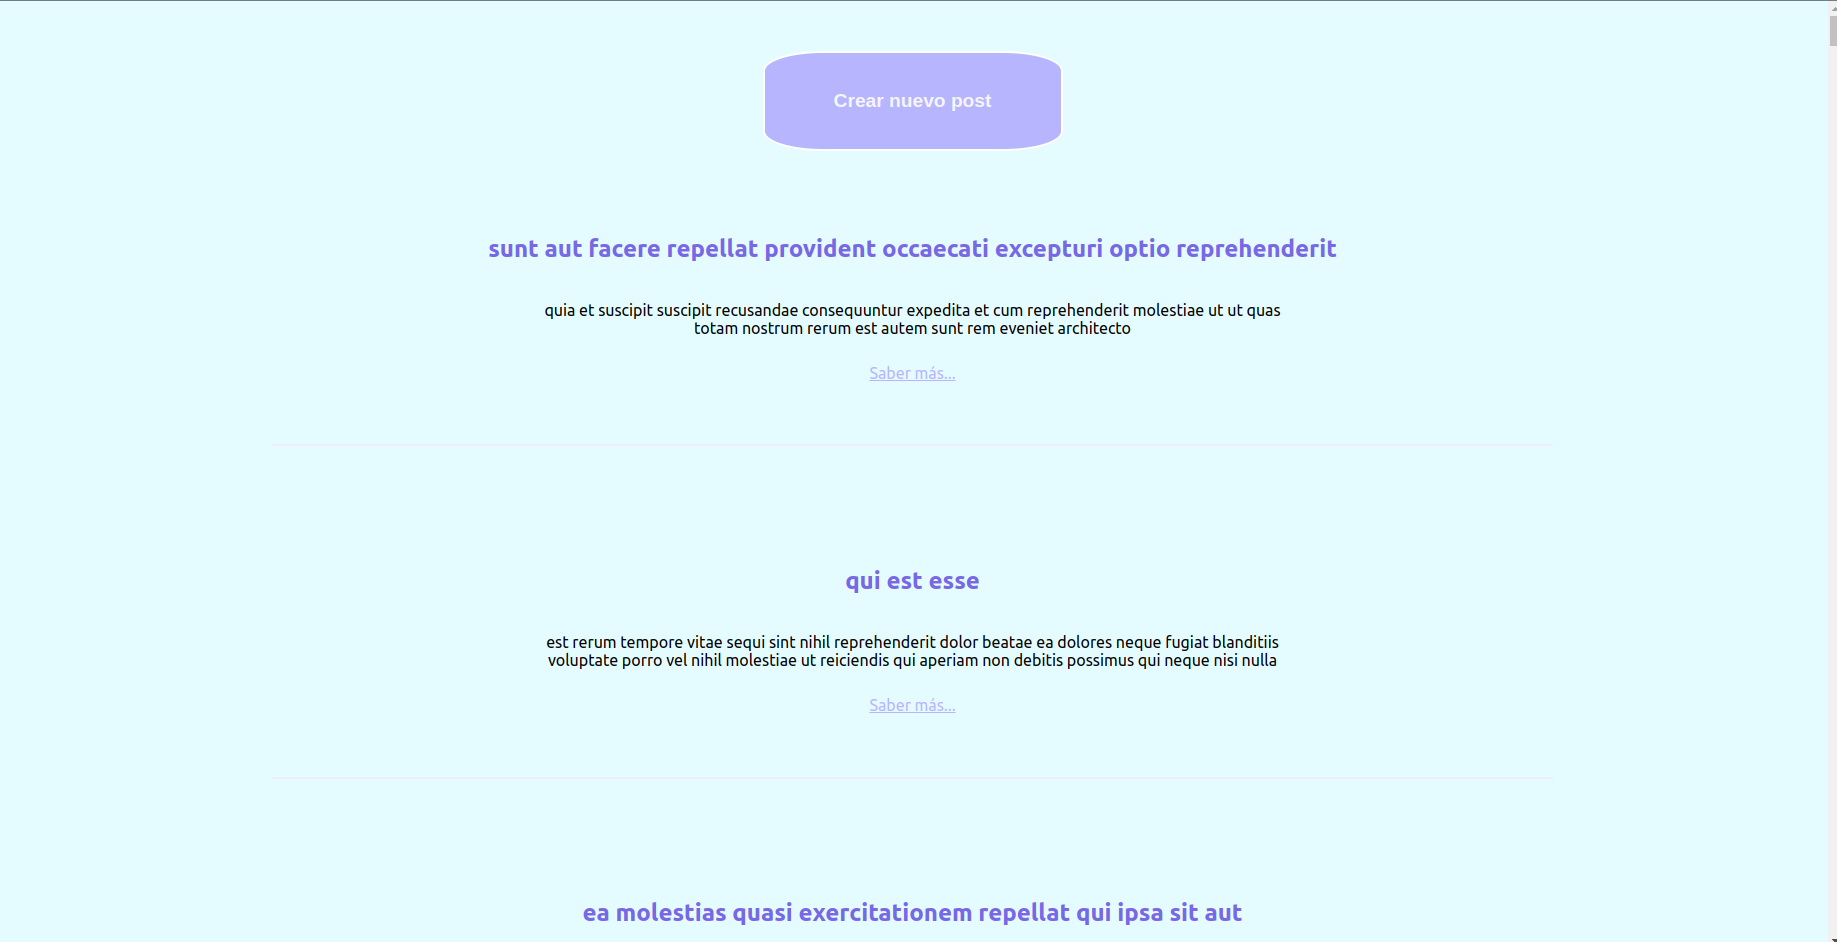 Crear nuevo post
sunt aut facere repellat provident occaecati excepturi optio reprehenderit
quia et suscipit suscipit recusandae consequuntur expedita et cum reprehenderit molestiae ut ut quas
totam nostrum rerum est autem sunt rem eveniet architecto
Saber más...
qui est esse
est rerum tempore vitae sequi sint nihil reprehenderit dolor beatae ea dolores neque fugiat blanditiis
voluptate porro vel nihil molestiae ut reiciendis qui aperiam non debitis possimus qui neque nisi nulla
Saber más...
ea molestias quasi exercitationem repellat qui ipsa sit aut